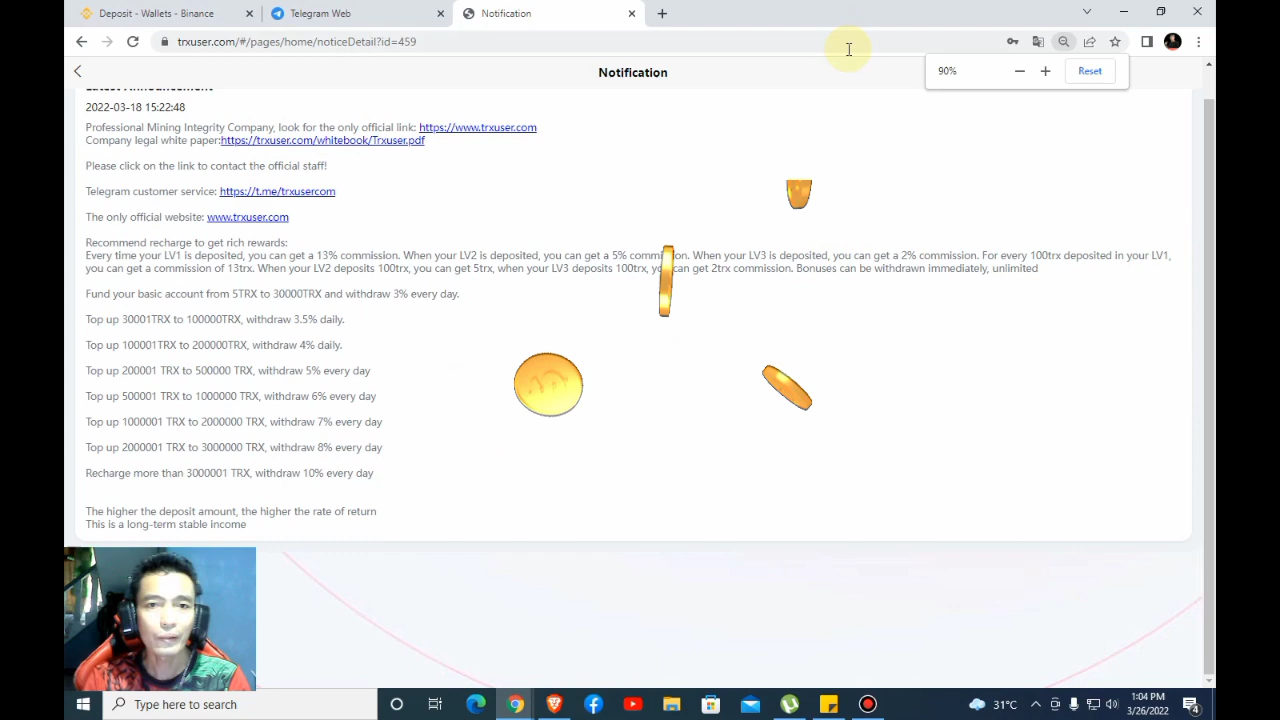 Deposit - Wallets - Binance
Telegram Web
Notification
trxuser.com/#/pages/home/noticeDetail?id=459
90%
Reset
Notification
Latest Announcement
2022-03-18 15:22:48
Professional Mining Integrity Company, look for the only official link: https://www.trxuser.com
Company legal white paper:https://trxuser.com/whitebook/Trxuser.pdf
Please click on the link to contact the official staff!
Telegram customer service: https://t.me/trxusercom
The only official website: www.trxuser.com
Recommend recharge to get rich rewards:
Every time your LV1 is deposited, you can get a 13% commission. When your LV2 is deposited, you can get a 5% commission. When your LV3 is deposited, you can get a 2% commission. For every 100trx deposited in your LV1,
you can get a commission of 13trx. When your LV2 deposits 100trx, you can get 5trx, when your LV3 deposits 100trx, you can get 2trx commission. Bonuses can be withdrawn immediately, unlimited
Fund your basic account from 5TRX to 30000TRX and withdraw 3% every day.
Top up 30001TRX to 100000TRX, withdraw 3.5% daily.
Top up 100001TRX to 200000TRX, withdraw 4% daily.
Top up 200001 TRX to 500000 TRX, withdraw 5% every day
Top up 500001 TRX to 1000000 TRX, withdraw 6% every day
Top up 1000001 TRX to 2000000 TRX, withdraw 7% every day
Top up 2000001 TRX to 3000000 TRX, withdraw 8% every day
Recharge more than 3000001 TRX, withdraw 10% every day
The higher the deposit amount, the higher the rate of return
This is a long-term stable income
Type here to search
31°C
1:04 PM
3/26/2022
4